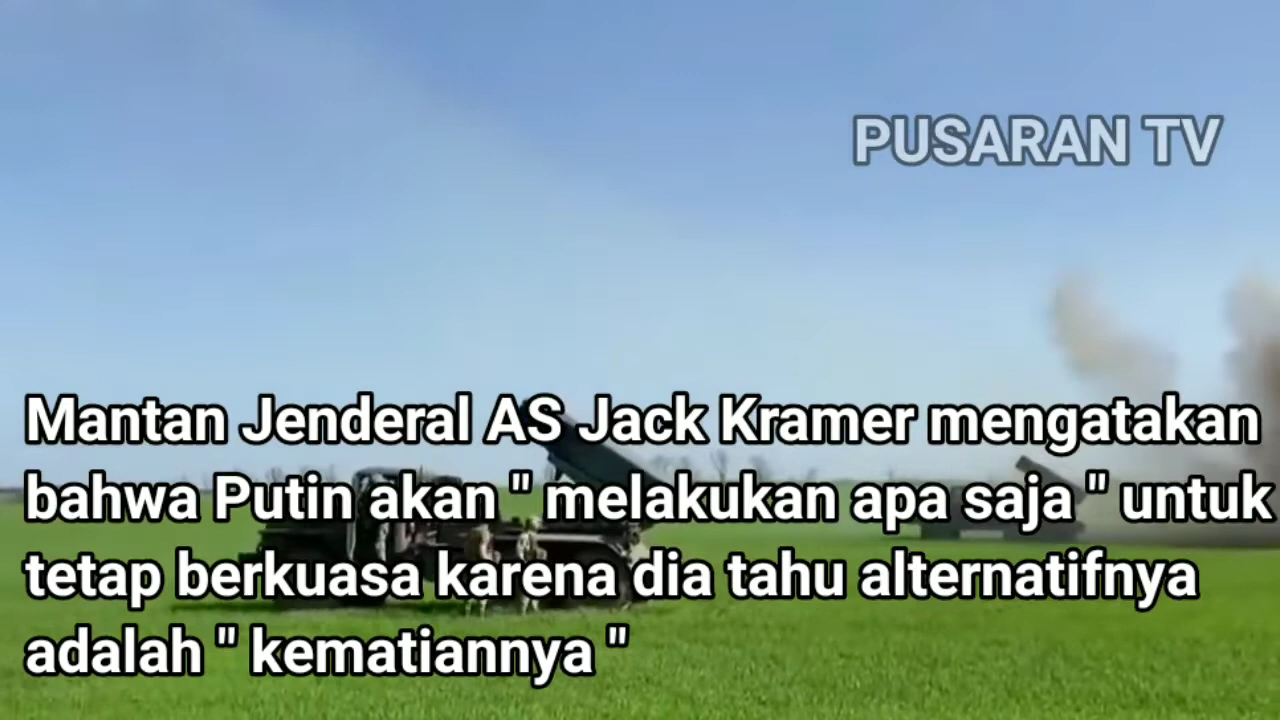 PUSARAN TV
Mantan Jenderal AS Jack Kramer mengatakan
bahwa Putin akan " melakukan apa saja " untuk
tetap berkuasa karena dia tahu alternatifnya
adalah " kematiannya "